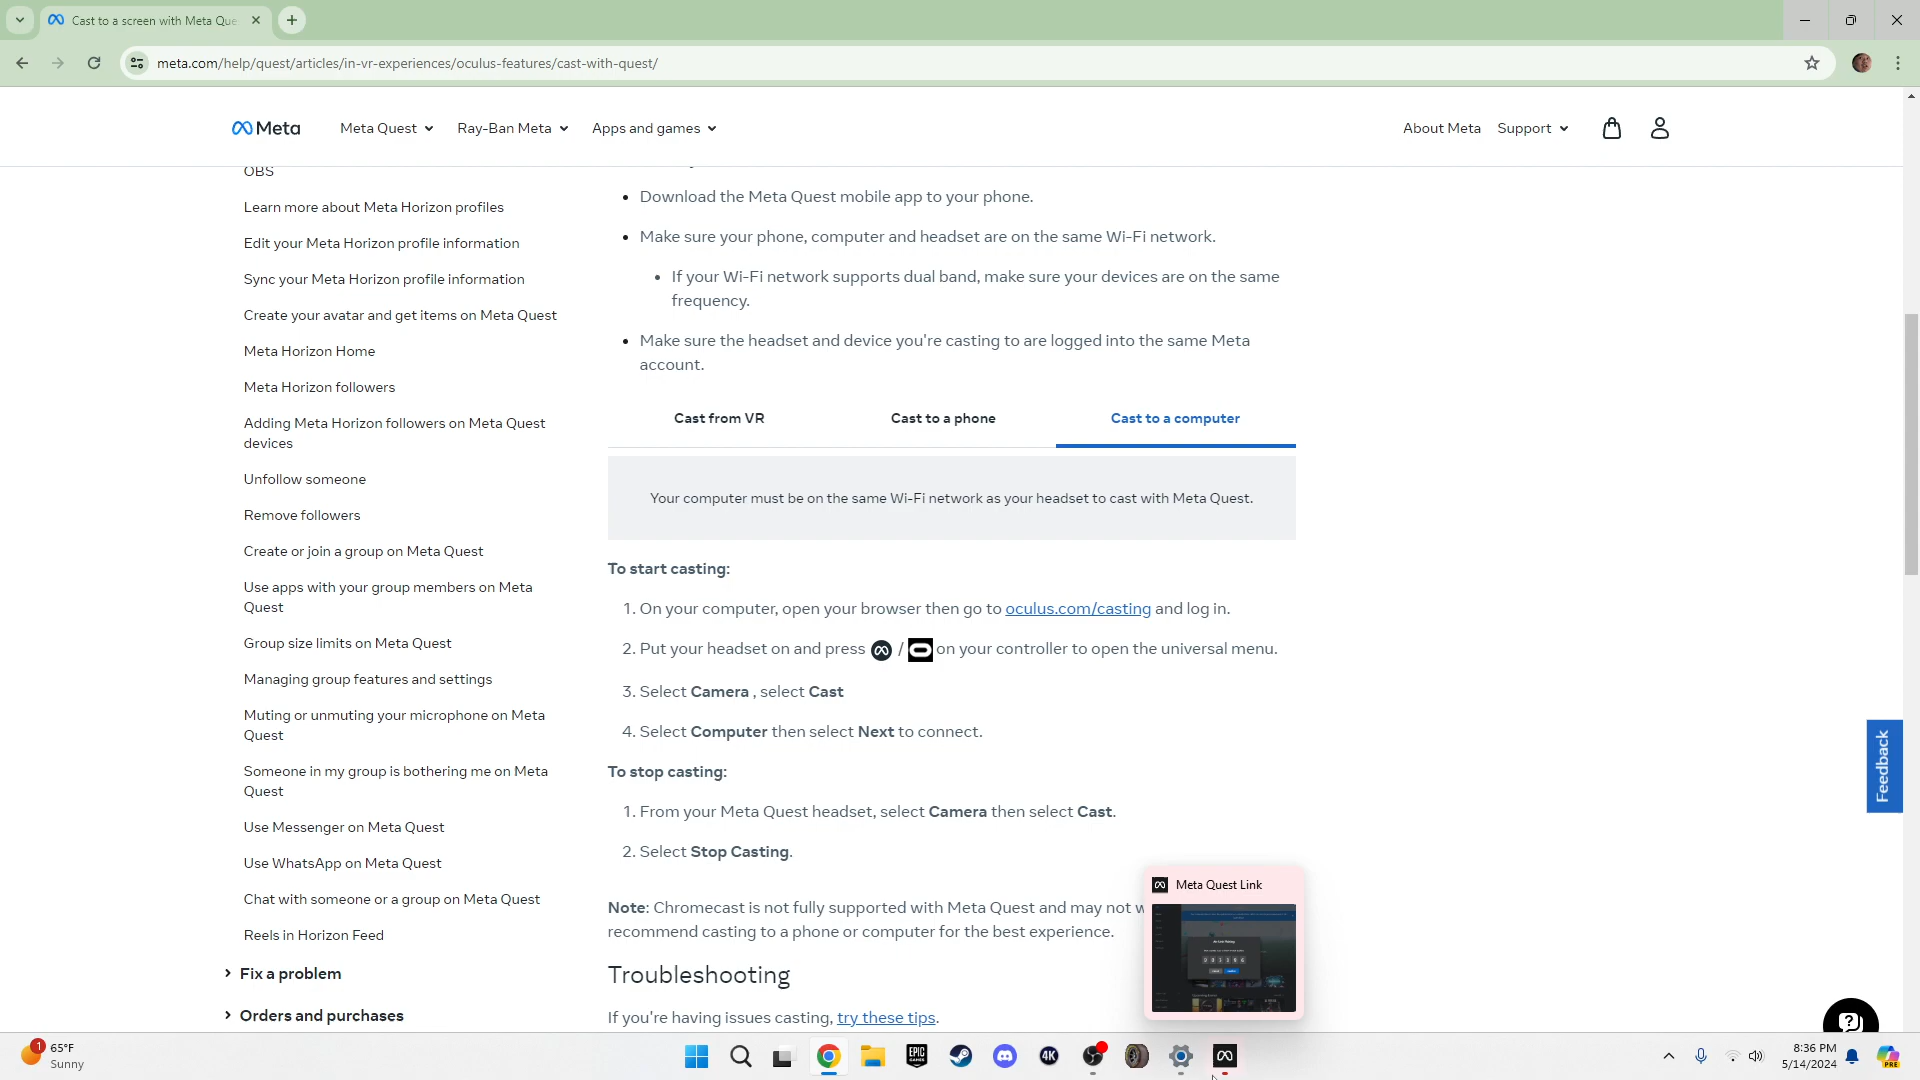 Cast to a screen with Meta Que
meta.com/help/quest/articles/in-vr-experiences/oculus-features/cast-with-quest/
Meta
Meta Quest
Ray-Ban Meta
Apps and games
About Meta
Support
OBS
Learn more about Meta Horizon profiles
Edit your Meta Horizon profile information
Sync your Meta Horizon profile information
Create your avatar and get items on Meta Quest
Meta Horizon Home
Meta Horizon followers
Adding Meta Horizon followers on Meta Quest
devices
Unfollow someone
Remove followers
Create or join a group on Meta Quest
Use apps with your group members on Meta
Quest
Group size limits on Meta Quest
Managing group features and settings
Muting or unmuting your microphone on Meta
Quest
Someone in my group is bothering me on Meta
Quest
Use Messenger on Meta Quest
Use WhatsApp on Meta Quest
Chat with someone or a group on Meta Quest
Reels in Horizon Feed
Fix a problem
Orders and purchases
Download the Meta Quest mobile app to your phone.
Make sure your phone, computer and headset are on the same Wi-Fi network.
If your Wi-Fi network supports dual band, make sure your devices are on the same
frequency.
Make sure the headset and device you're casting to are logged into the same Meta
account.
Cast from VR
Cast to a phone
Cast to a computer
Your computer must be on the same Wi-Fi network as your headset to cast with Meta Quest.
To start casting:
1. On your computer, open your browser then go to oculus.com/casting and log in.
2. Put your headset on and press / on your controller to open the universal menu.
3. Select Camera , select Cast
4. Select Computer then select Next to connect.
To stop casting:
1. From your Meta Quest headset, select Camera then select Cast.
2. Select Stop Casting.
Note: Chromecast is not fully supported with Meta Quest and may not w
recommend casting to a phone or computer for the best experience.
Troubleshooting
If you're having issues casting, try these tips.
Feedback
Meta Quest Link
1
65°F
Sunny
EPIC
GAMES
4K
8:36 PM
5/14/2024
PRE